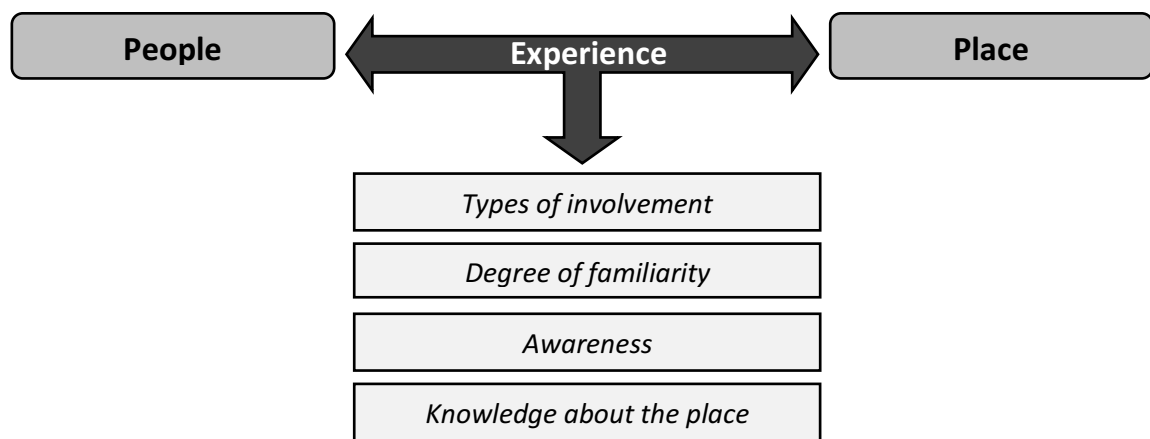 People
Experience
Place
Types of involvement
Degree of familiarity
Awareness
Knowledge about the place